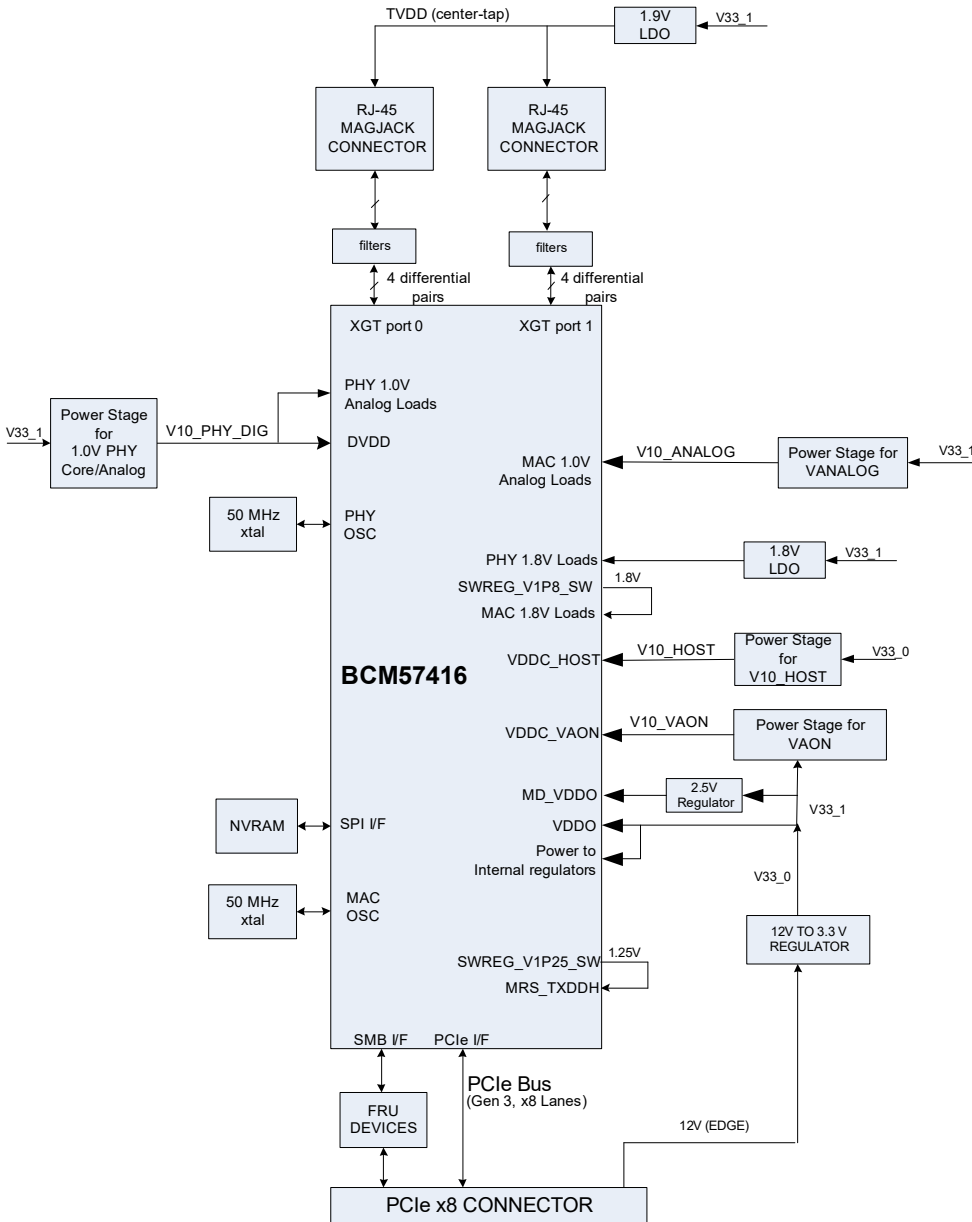 TVDD (center-tap)
1.9V
LDO
V33_1
RJ-45
MAGJACK
CONNECTOR
RJ-45
MAGJACK
CONNECTOR
filters
filters
4 differential
pairs
4 differential
pairs
XGT port 0
XGT port 1
PHY 1.0V
Analog Loads
V33_1
Power Stage
for
1.0V PHY
Core/Analog
V10_PHY_DIG
DVDD
MAC 1.0V
Analog Loads
V10_ANALOG
Power Stage for
VANALOG
V33_1
50 MHz
xtal
PHY
OSC
PHY 1.8V Loads
1.8V
LDO
V33_1
SWREG_V1P8_SW
1.8V
MAC 1.8V Loads
BCM57416
VDDC_HOST
V10_HOST
Power Stage
for
V10_HOST
V33_0
VDDC_VAON
V10_VAON
Power Stage for
VAON
MD_VDDO
2.5V
Regulator
V33_1
NVRAM
SPI I/F
VDDO
Power to
Internal regulators
V33_0
50 MHz
xtal
MAC
OSC
12V TO 3.3 V
REGULATOR
SWREG_V1P25_SW
1.25V
MRS_TXDDH
SMB I/F
PCIe I/F
PCIe Bus
(Gen 3, x8 Lanes)
FRU
DEVICES
12V (EDGE)
PCIe x8 CONNECTOR